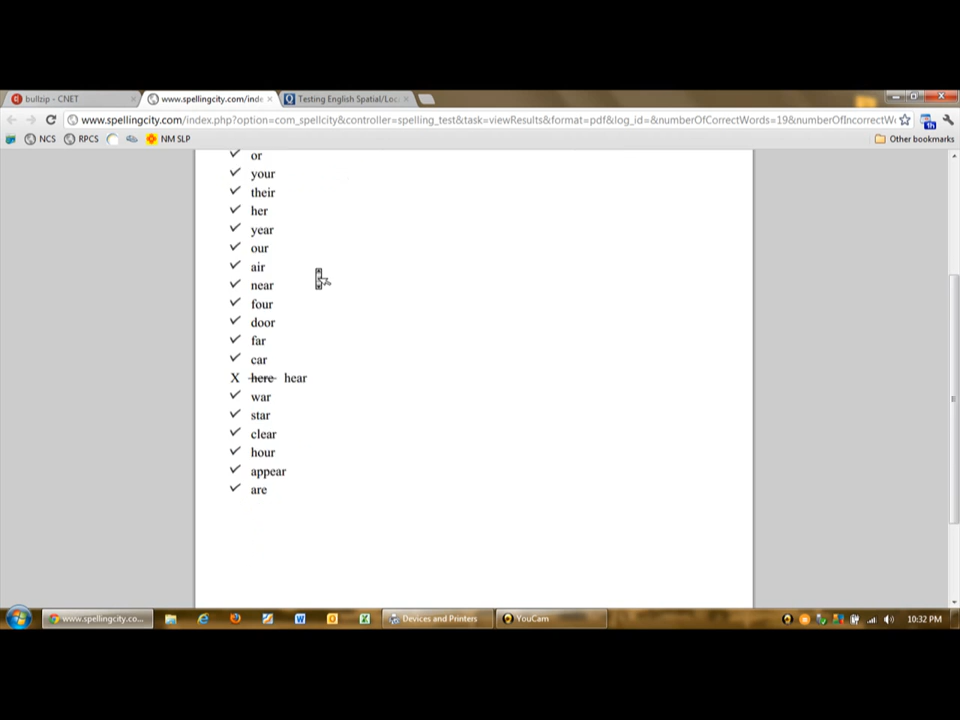 bullzip - CNET
www.spellingcity.com/inde
Testing English Spatial/Loc
www.spellingcity.com/index.php?option=com_spellcity&controller=spelling_test&task=viewResults&format=pdf&log_id=&numberOfCorrectWords=19&numberOfIncorrectW
NCS RPCS NM SLP Other bookmarks
✓ or
✓ your
✓ their
✓ her
✓ year
✓ our
✓ air
✓ near
✓ four
✓ door
✓ far
✓ car
X here hear
✓ war
✓ star
✓ clear
✓ hour
✓ appear
✓ are
www.spellingcity.co... Devices and Printers YouCam 10:32 PM